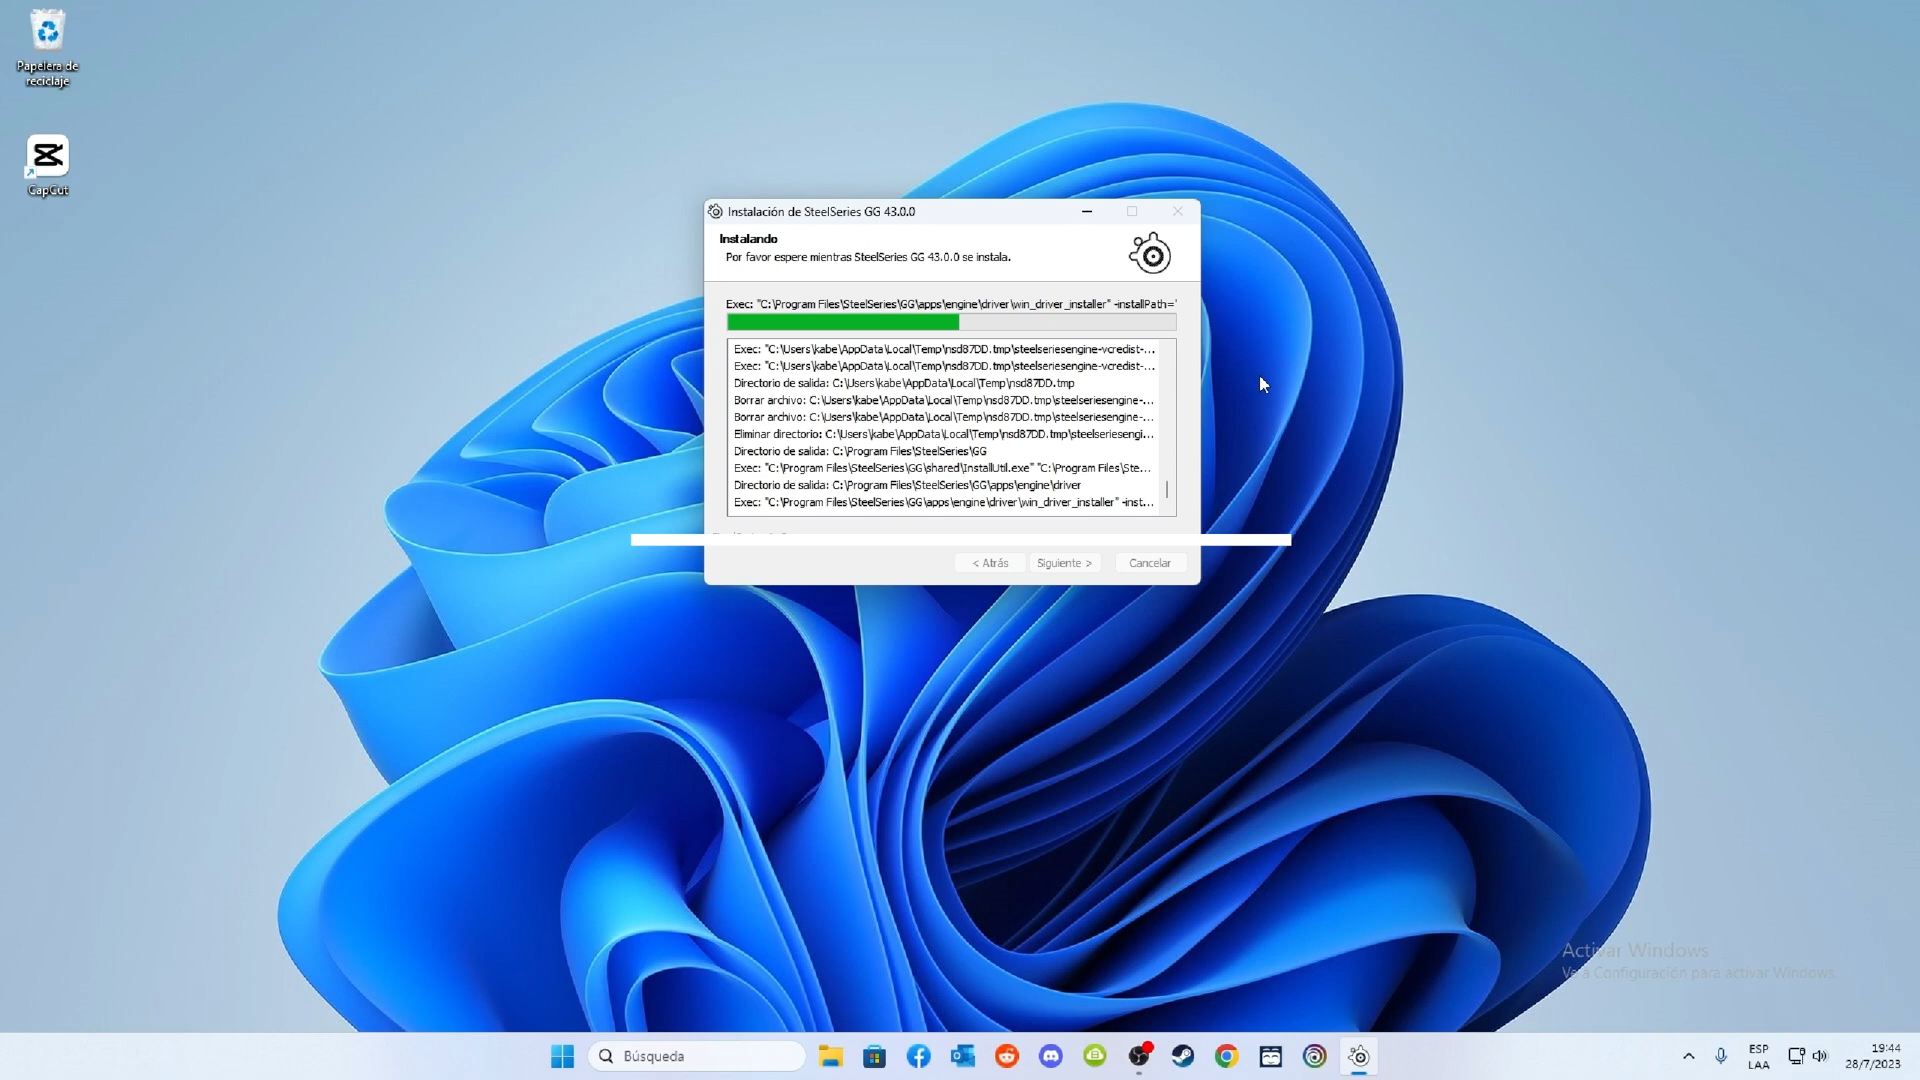 Papelera de
reciclaje
CapCut
Instalación de SteelSeries GG 43.0.0
Instalando
Por favor espere mientras SteelSeries GG 43.0.0 se instala.
Exec: "C:\Program Files\SteelSeries\GG\apps\engine\driver\win_driver_installer" -installPath='
Exec: "C:\Users\kabe\AppData\Local\Temp\nsd87DD.tmp\steelseriesengine-vcredist-...
Exec: "C:\Users\kabe\AppData\Local\Temp\nsd87DD.tmp\steelseriesengine-vcredist-...
Directorio de salida: C:\Users\kabe\AppData\Local\Temp\nsd87DD.tmp
Borrar archivo: C:\Users\kabe\AppData\Local\Temp\nsd87DD.tmp\steelseriesengine-...
Borrar archivo: C:\Users\kabe\AppData\Local\Temp\nsd87DD.tmp\steelseriesengine-...
Eliminar directorio: C:\Users\kabe\AppData\Local\Temp\nsd87DD.tmp\steelseriesengi...
Directorio de salida: C:\Program Files\SteelSeries\GG
Exec: "C:\Program Files\SteelSeries\GG\shared\InstallUtil.exe" "C:\Program Files\Ste...
Directorio de salida: C:\Program Files\SteelSeries\GG\apps\engine\driver
Exec: "C:\Program Files\SteelSeries\GG\apps\engine\driver\win_driver_installer" -inst...
< Atrás
Siguiente >
Cancelar
Activar Windows
Ve a Configuración para activar Windows.
Búsqueda
ESP
LAA
19:44
28/7/2023